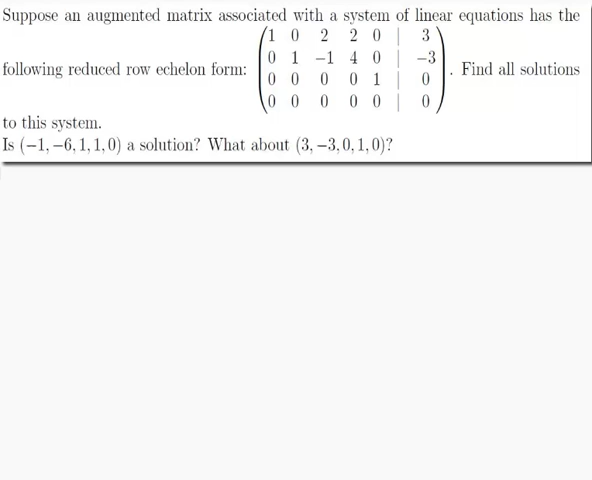 Suppose an augmented matrix associated with a system of linear equations has the
following reduced row echelon form:
1 0 2 2 0 | 3
0 1 −1 4 0 | −3
0 0 0 0 1 | 0
0 0 0 0 0 | 0
. Find all solutions
to this system.
Is (−1, −6, 1, 1, 0) a solution? What about (3, −3, 0, 1, 0)?